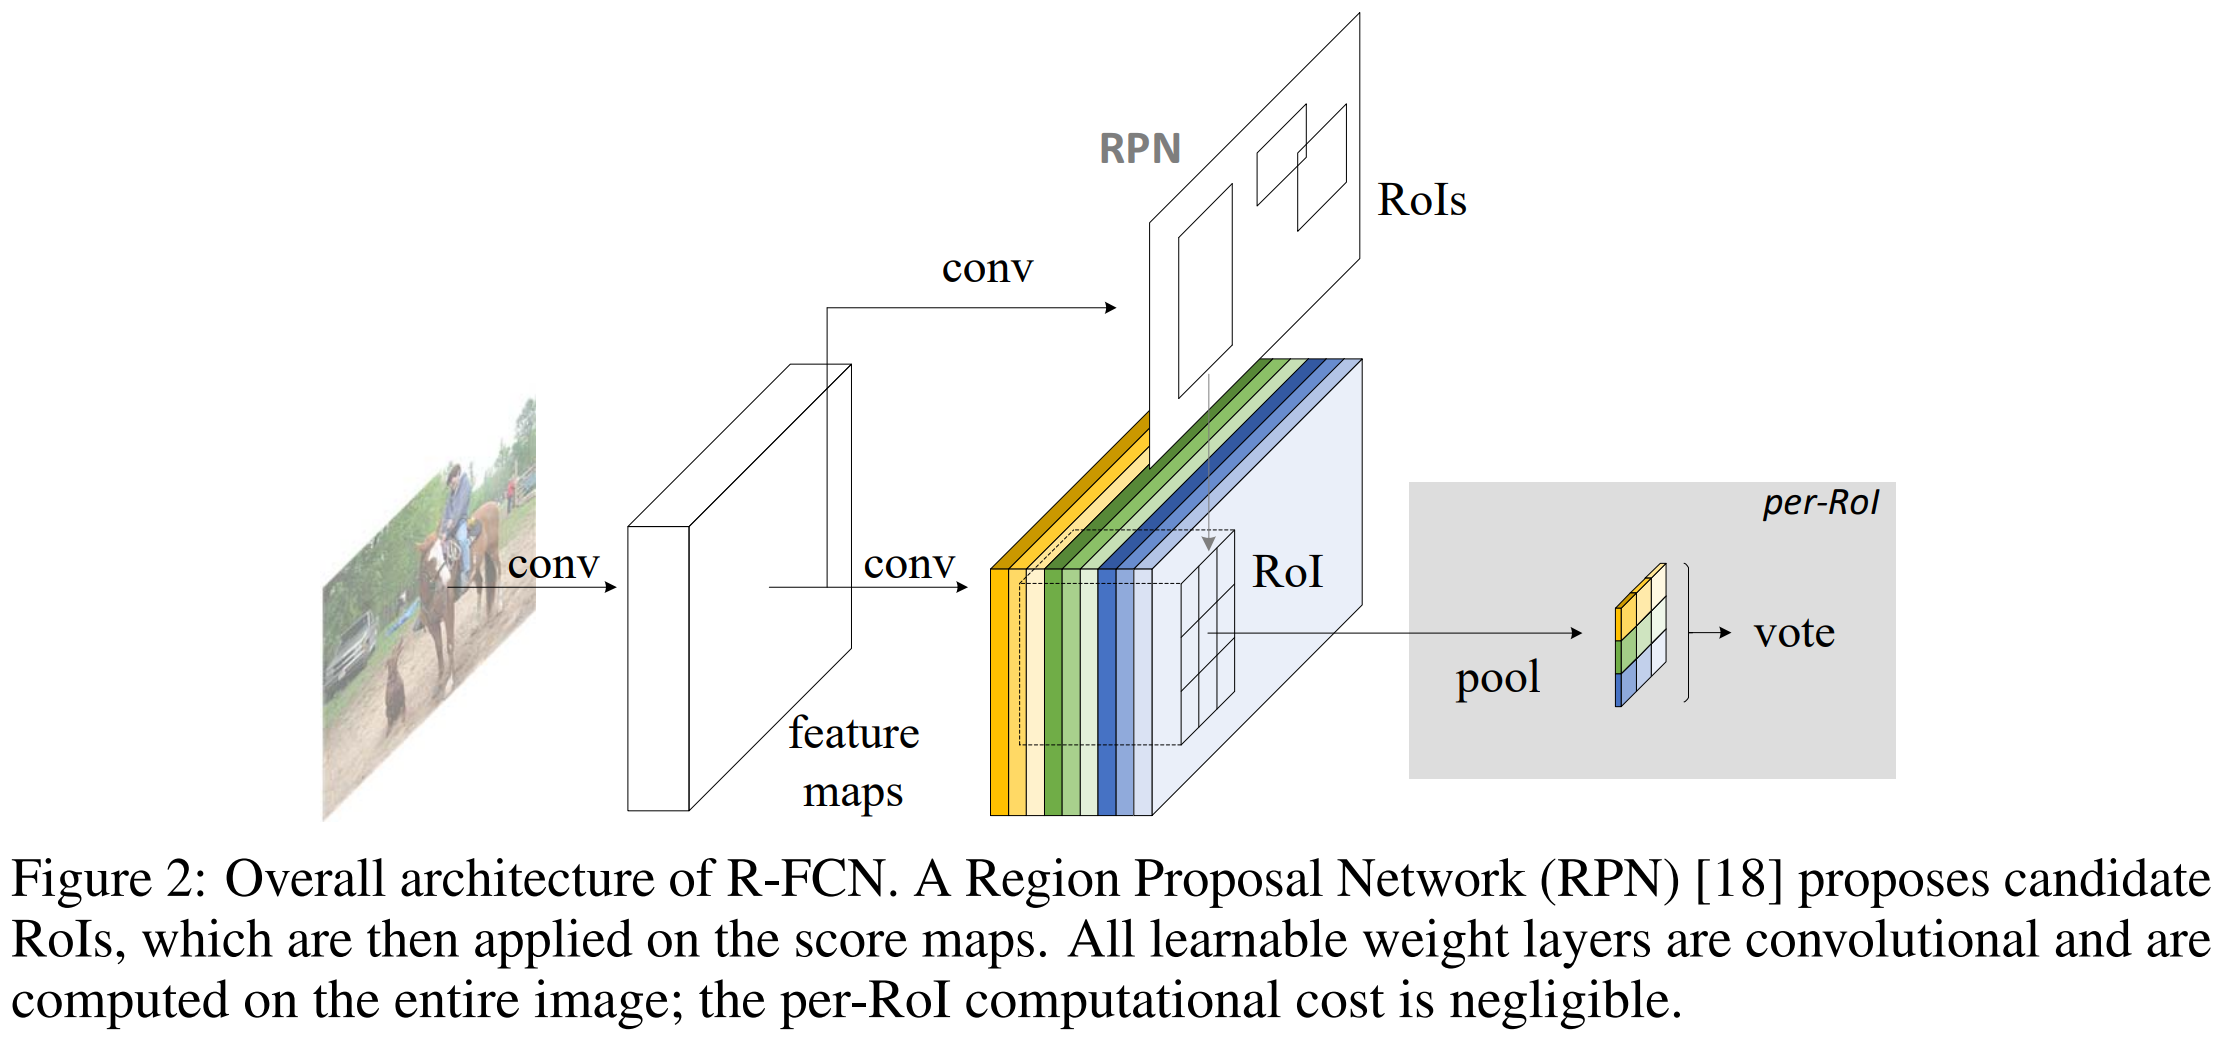 RPN
RoIs
conv
per-RoI
conv
conv
RoI
vote
pool
feature
maps
Figure 2: Overall architecture of R-FCN. A Region Proposal Network (RPN) [18] proposes candidate
RoIs, which are then applied on the score maps. All learnable weight layers are convolutional and are
computed on the entire image; the per-RoI computational cost is negligible.